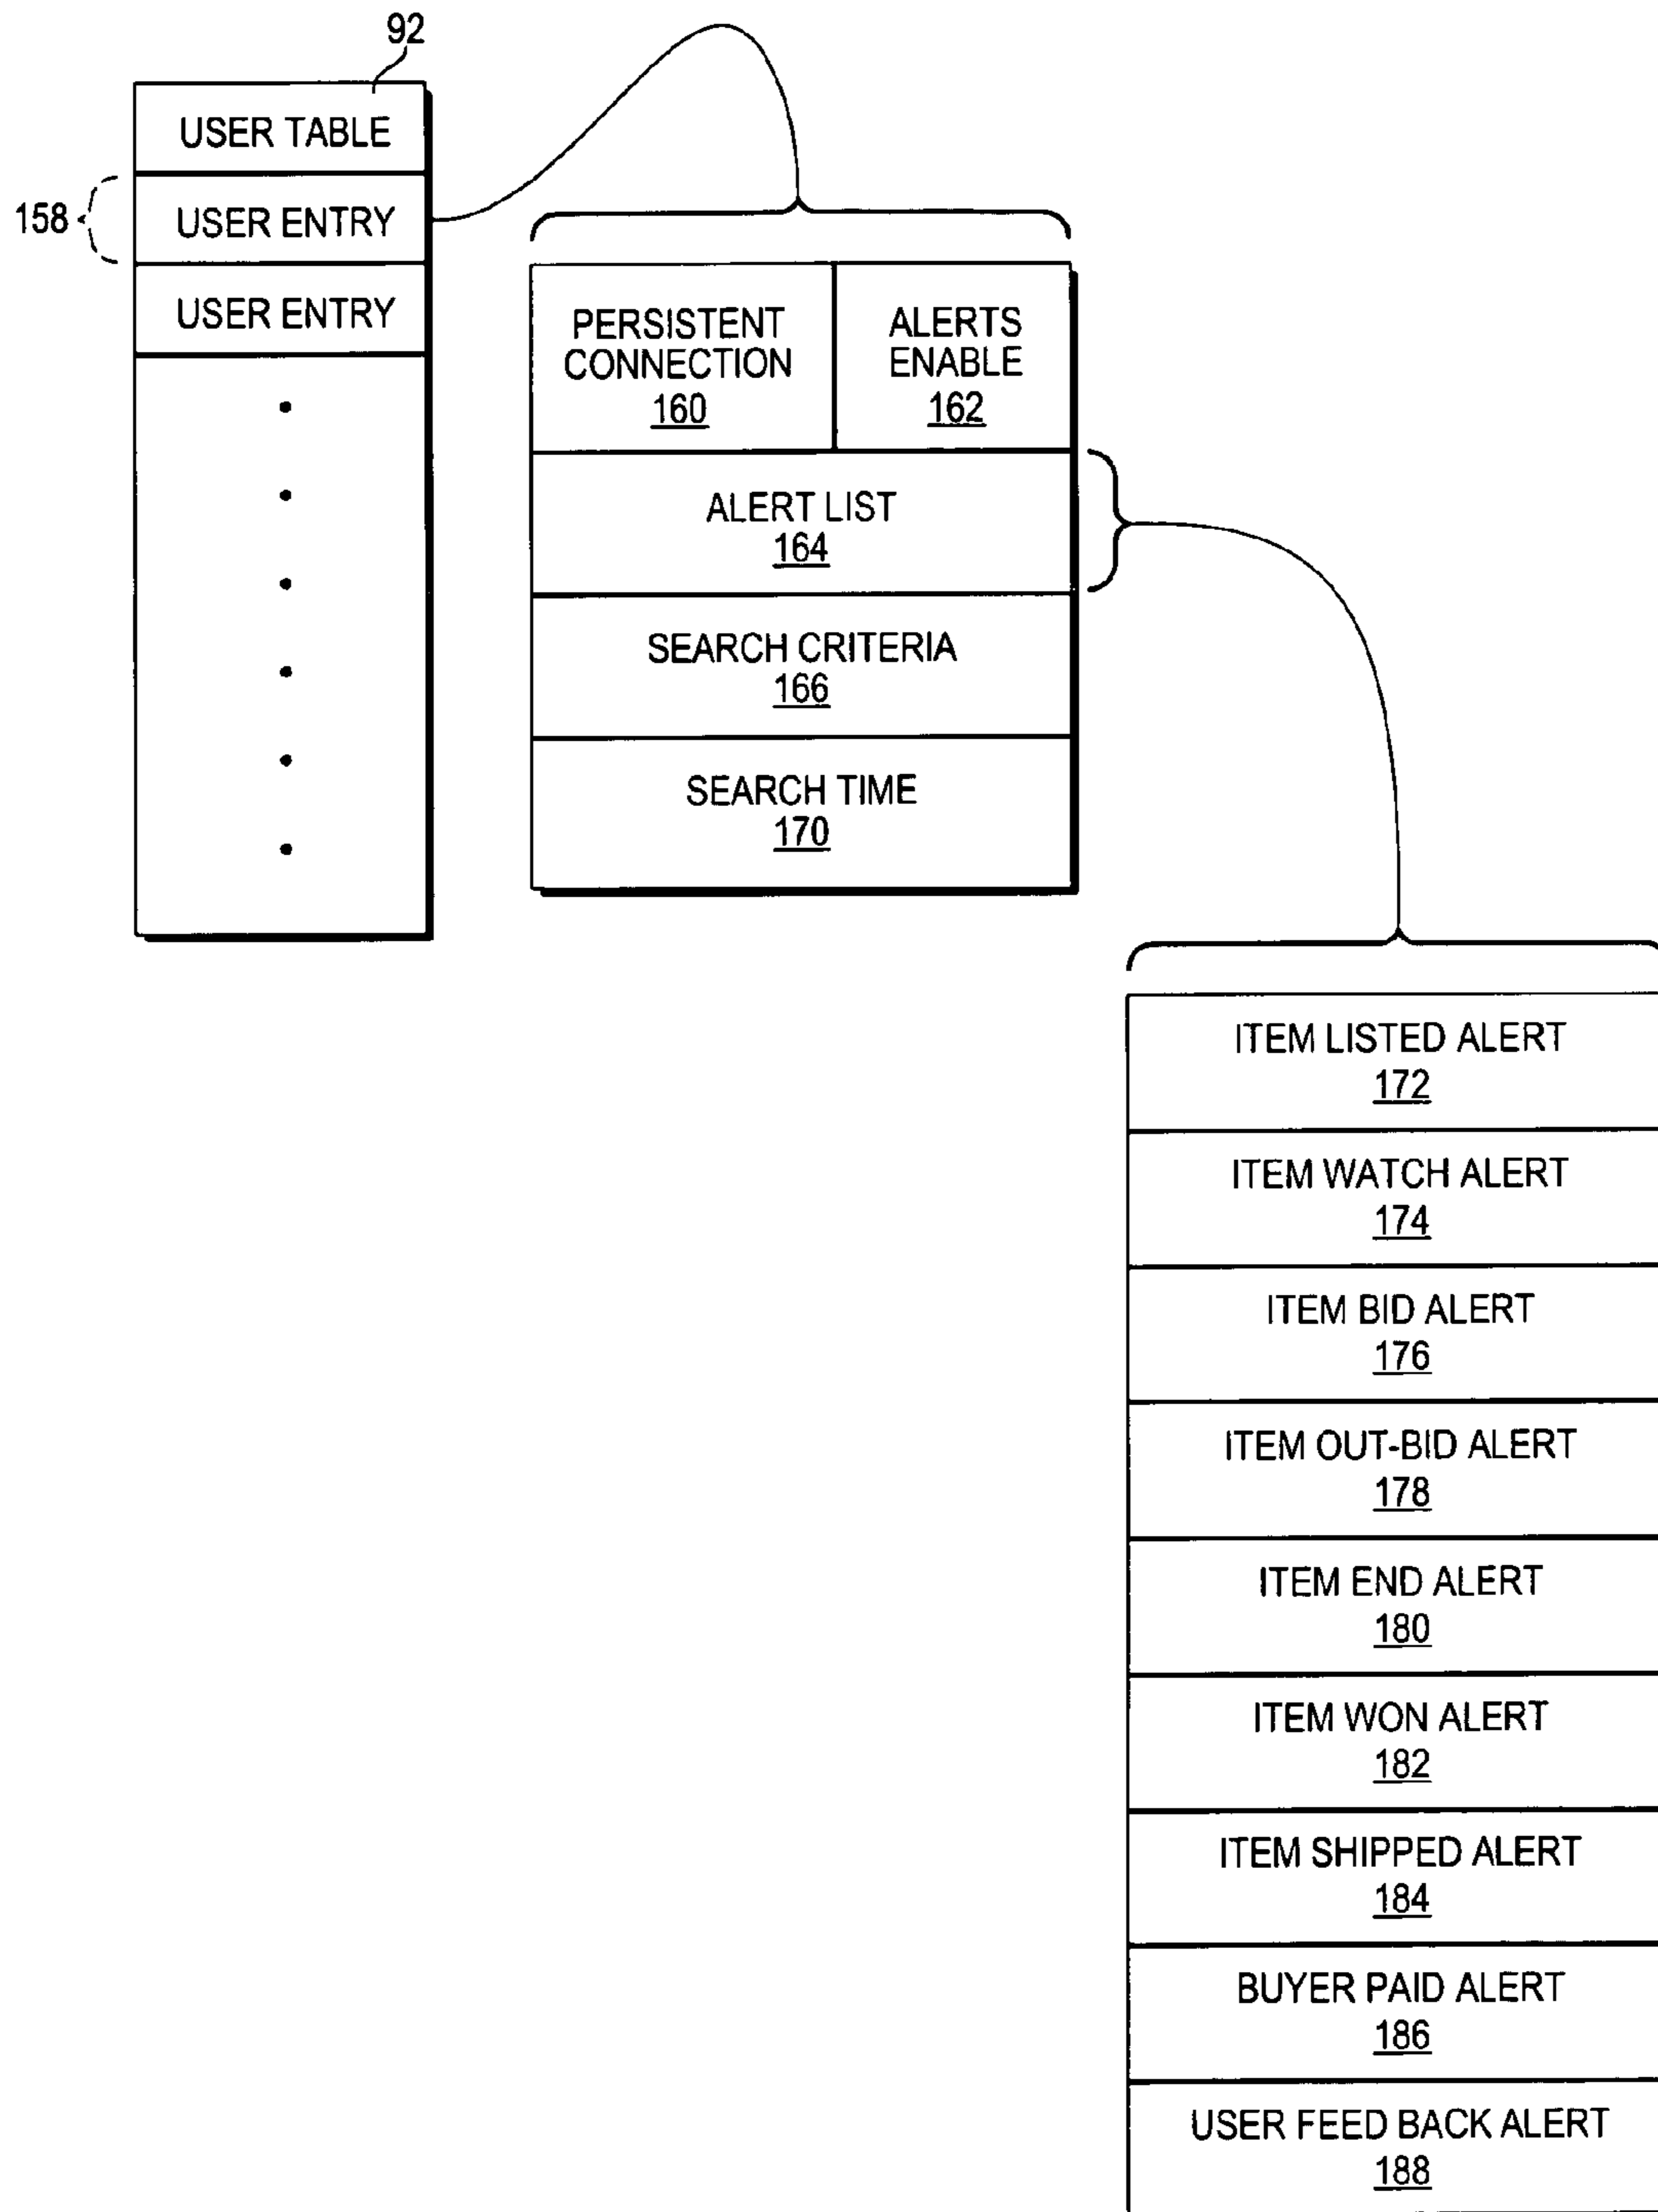 92
USER TABLE
158
USER ENTRY
USER ENTRY
PERSISTENT
CONNECTION
160
ALERTS
ENABLE
162
ALERT LIST
164
SEARCH CRITERIA
166
SEARCH TIME
170
ITEM LISTED ALERT
172
ITEM WATCH ALERT
174
ITEM BID ALERT
176
ITEM OUT-BID ALERT
178
ITEM END ALERT
180
ITEM WON ALERT
182
ITEM SHIPPED ALERT
184
BUYER PAID ALERT
186
USER FEED BACK ALERT
188